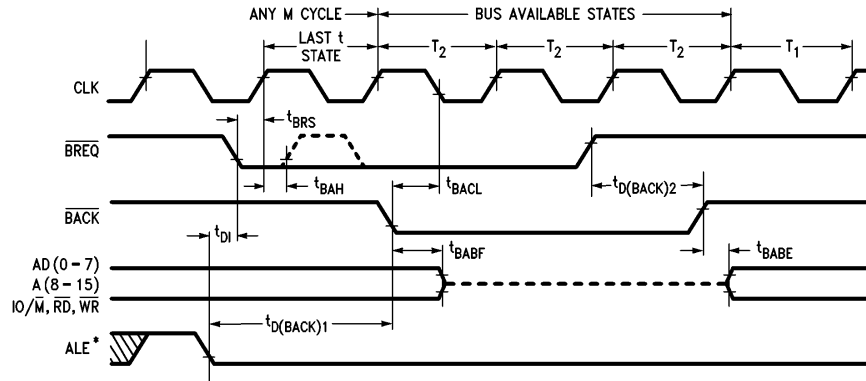 ANY M CYCLE
BUS AVAILABLE STATES
LAST t
STATE
T2
T2
T2
T1
CLK
tBRS
BREQ
tBAH
tBACL
tD(BACK)2
BACK
tDI
tBABF
tBABE
AD(0-7)
A(8-15)
IO/M, RD, WR
tD(BACK)1
ALE*